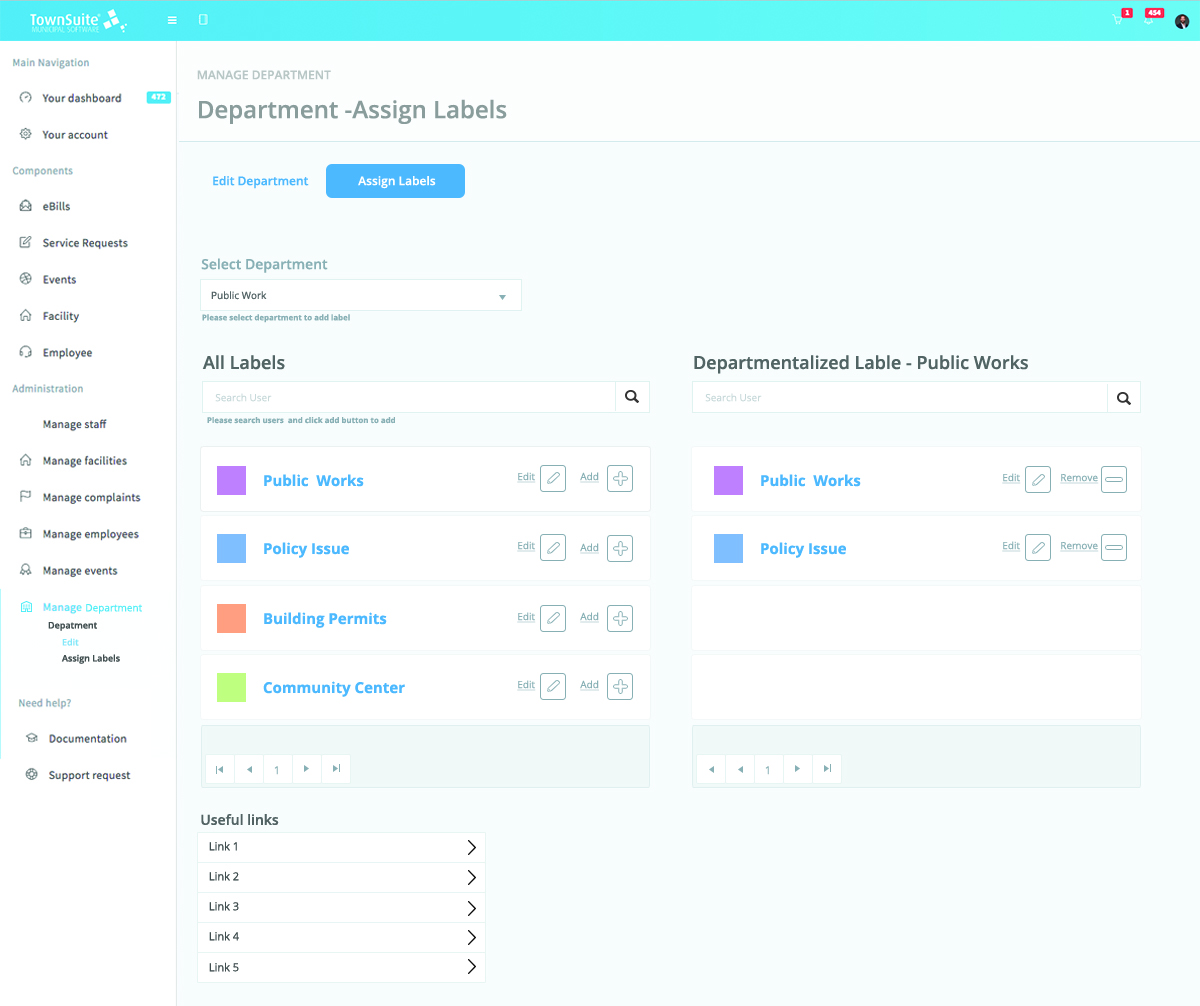 TownSuite
MUNICIPAL SOFTWARE
1
454
Main Navigation
Your dashboard
472
Your account
Components
eBills
Service Requests
Events
Facility
Employee
Administration
Manage staff
Manage facilities
Manage complaints
Manage employees
Manage events
Manage Department
Depatment
Edit
Assign Labels
Need help?
Documentation
Support request
MANAGE DEPARTMENT
Department -Assign Labels
Edit Department
Assign Labels
Select Department
Public Work
Please select department to add label
All Labels
Search User
Please search users and click add button to add
Public Works Edit Add
Policy Issue Edit Add
Building Permits Edit Add
Community Center Edit Add
1
Departmentalized Lable - Public Works
Search User
Public Works Edit Remove
Policy Issue Edit Remove
1
Useful links
Link 1
Link 2
Link 3
Link 4
Link 5